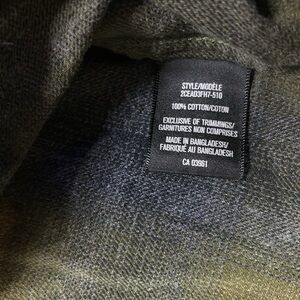 STYLE/MODÈLE
2CEAD3FH7-510
100% COTTON/COTON
EXCLUSIVE OF TRIMMINGS/
GARNITURES NON COMPRISES
MADE IN BANGLADESH/
FABRIQUÉ AU BANGLADESH
CA 03961